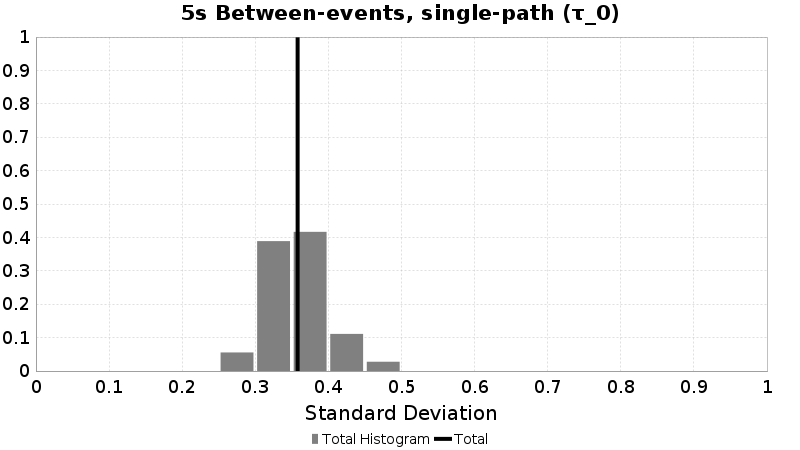 5s Between-events, single-path (τ_0)
1
0.9
0.8
0.7
0.6
0.5
0.4
0.3
0.2
0.1
0
0 0.1 0.2 0.3 0.4 0.5 0.6 0.7 0.8 0.9 1
Standard Deviation
Total Histogram Total